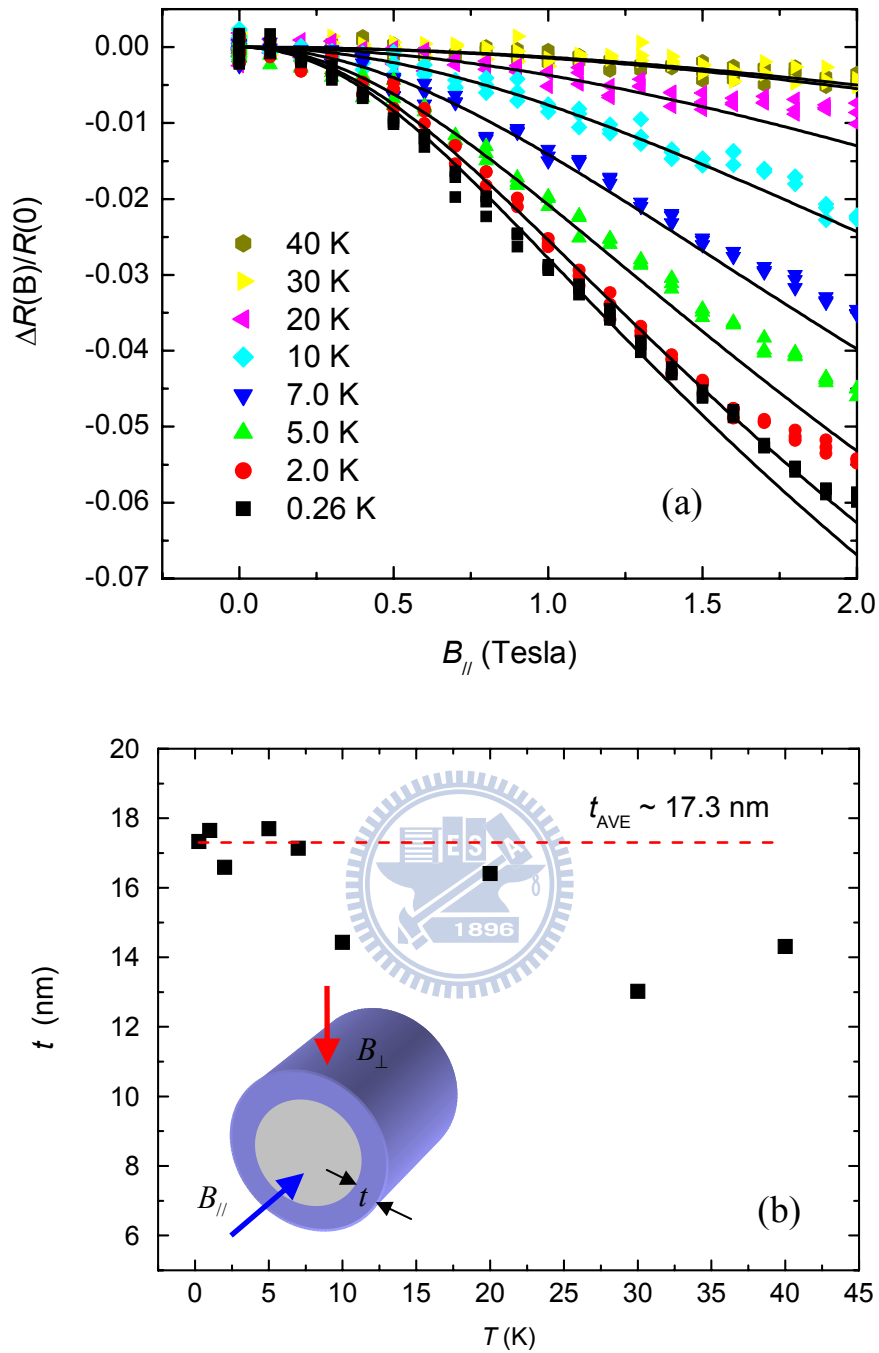 0.00
-0.01
-0.02
-0.03
-0.04
-0.05
-0.06
-0.07
ΔR(B)/R(0)
40 K
30 K
20 K
10 K
7.0 K
5.0 K
2.0 K
0.26 K
(a)
0.0 0.5 1.0 1.5 2.0
B// (Tesla)
20
18
16
14
12
10
8
6
t (nm)
tAVE ~ 17.3 nm
E S
1896
B⊥
B//
t
(b)
0 5 10 15 20 25 30 35 40 45
T (K)